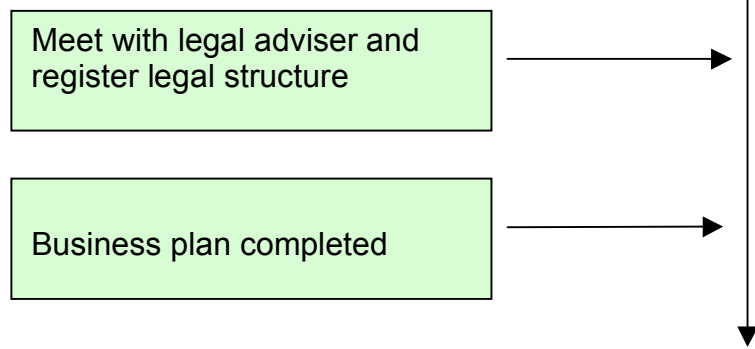 Meet with legal adviser and
register legal structure
Business plan completed